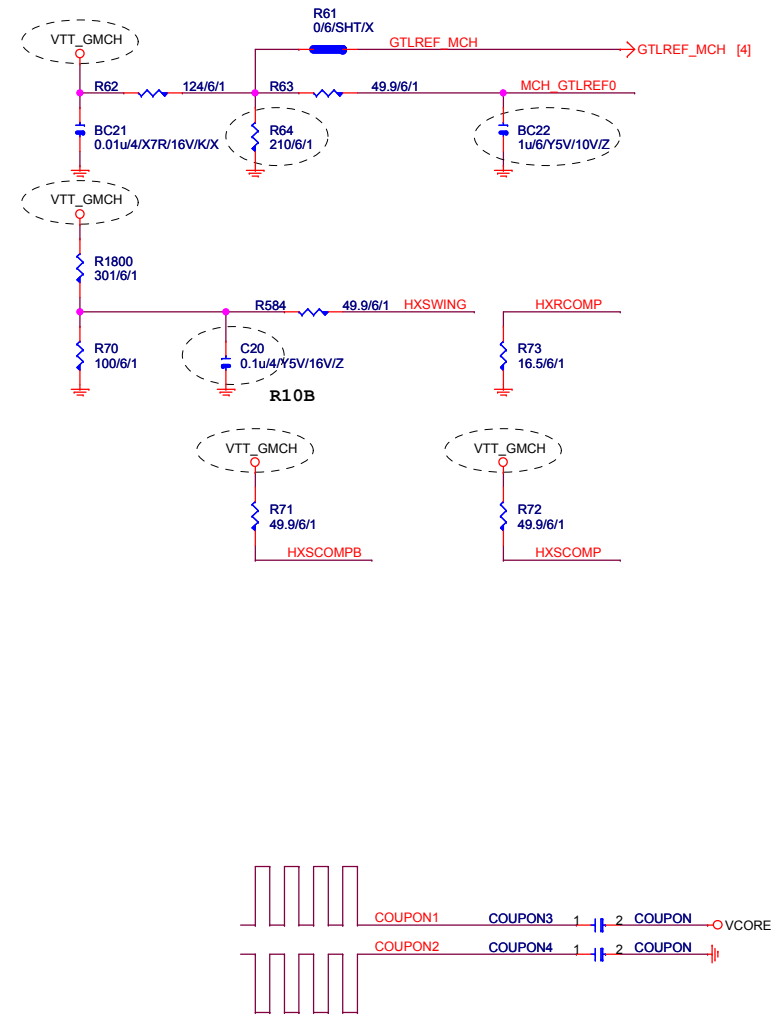 R61
0/6/SHT/X
VTT_GMCH
GTLREF_MCH
GTLREF_MCH [4]
R62 124/6/1 R63 49.9/6/1 MCH_GTLREF0
BC21
0.01u/4/X7R/16V/K/X
R64
210/6/1
BC22
1u/6/Y5V/10V/Z
VTT_GMCH
R1800
301/6/1
R584 49.9/6/1 HXSWING
HXRCOMP
R70
100/6/1
C20
0.1u/4/Y5V/16V/Z
R73
16.5/6/1
R10B
VTT_GMCH
VTT_GMCH
R71
49.9/6/1
R72
49.9/6/1
HXSCOMPB
HXSCOMP
COUPON1 COUPON3 1 2 COUPON VCORE
COUPON2 COUPON4 1 2 COUPON